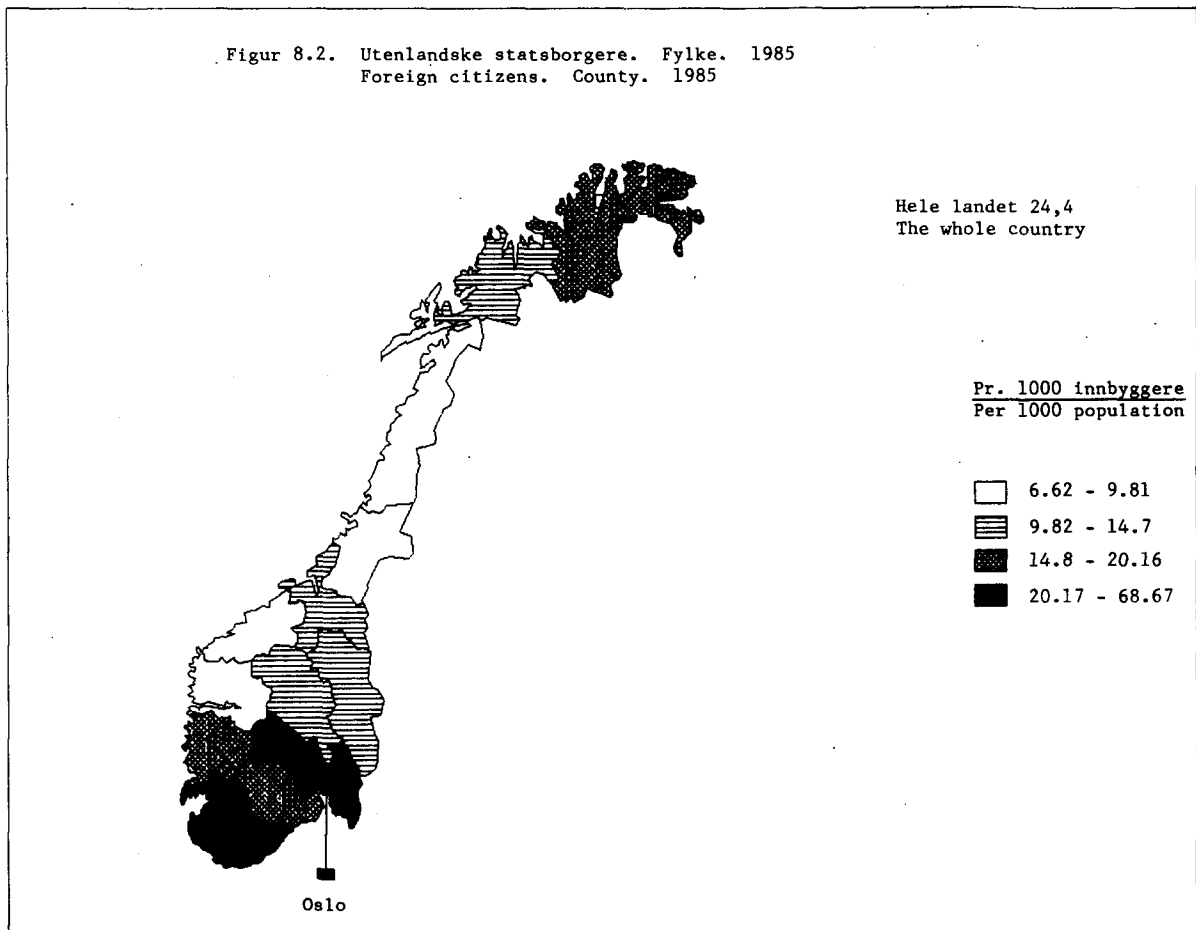 Figur 8.2. Utenlandske statsborgere. Fylke. 1985
Foreign citizens. County. 1985
Hele landet 24,4
The whole country
Pr. 1000 innbyggere
Per 1000 population
6.62 - 9.81
9.82 - 14.7
14.8 - 20.16
20.17 - 68.67
Oslo